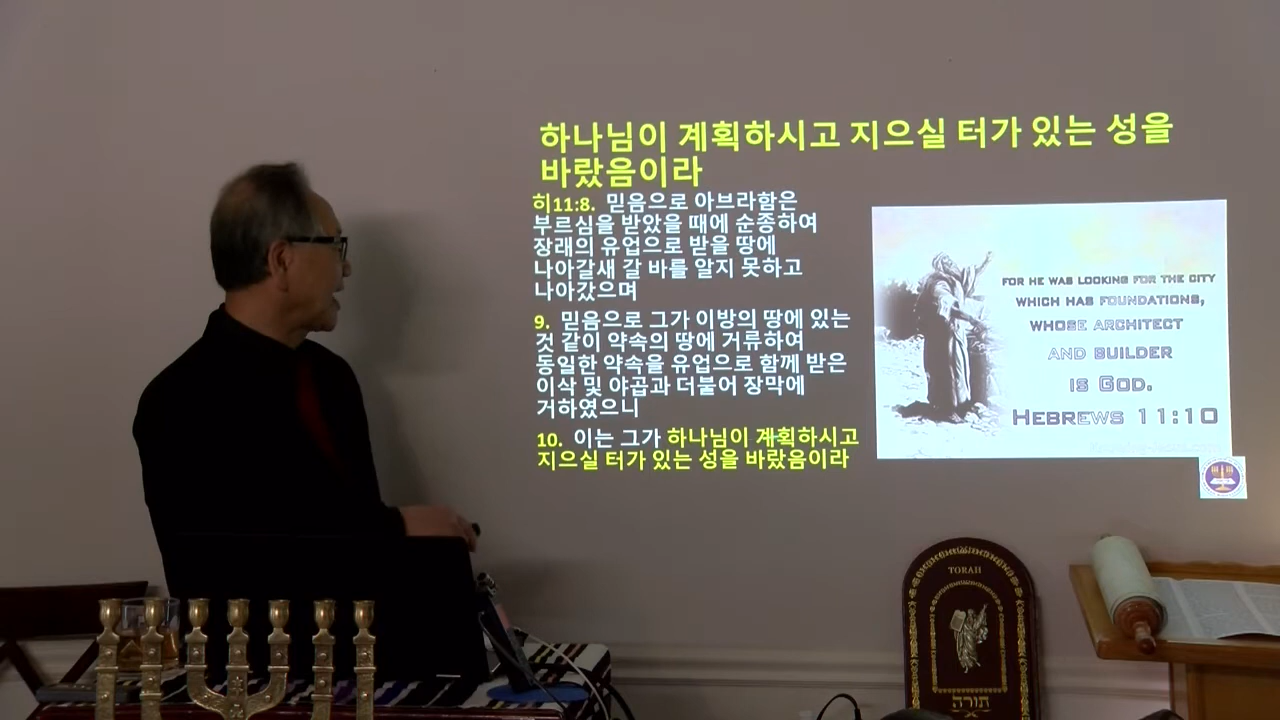 하나님이 계획하시고 지으실 터가 있는 성을
바랐음이라
히11:8. 믿음으로 아브라함은
부르심을 받았을 때에 순종하여
장래의 유업으로 받을 땅에
나아갈새 갈 바를 알지 못하고
나아갔으며
9. 믿음으로 그가 이방의 땅에 있는
것 같이 약속의 땅에 거류하여
동일한 약속을 유업으로 함께 받은
이삭 및 야곱과 더불어 장막에
거하였으니
10. 이는 그가 하나님이 계획하시고
지으실 터가 있는 성을 바랐음이라
FOR HE WAS LOOKING FOR THE CITY
WHICH HAS FOUNDATIONS,
WHOSE ARCHITECT
AND BUILDER
IS GOD.
HEBREWS 11:10
TORAH
תורה